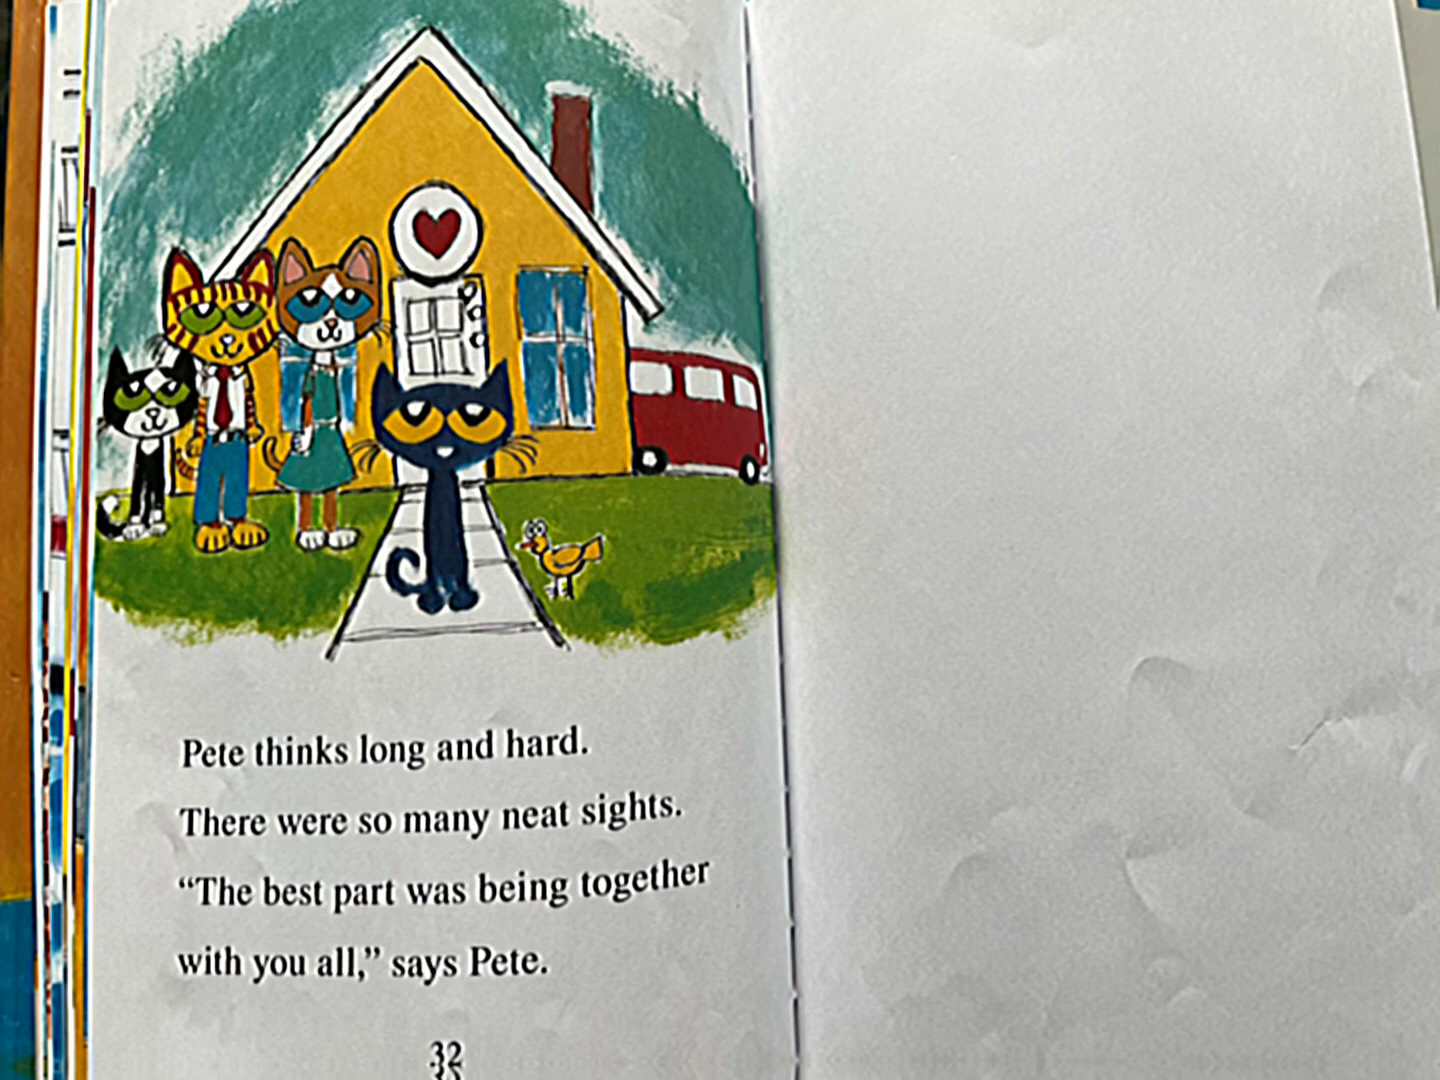 Pete thinks long and hard.
There were so many neat sights.
“The best part was being together
with you all,” says Pete.
32